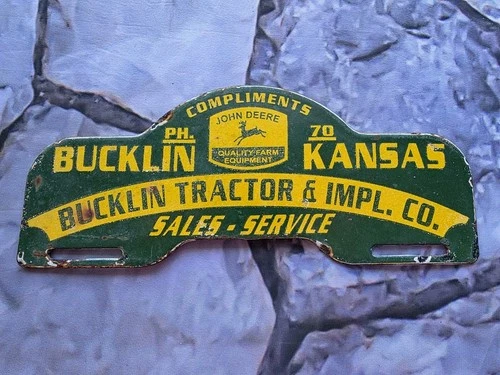 COMPLIMENTS
PH. 70
JOHN DEERE
QUALITY FARM
EQUIPMENT
BUCKLIN KANSAS
BUCKLIN TRACTOR & IMPL. CO.
SALES - SERVICE